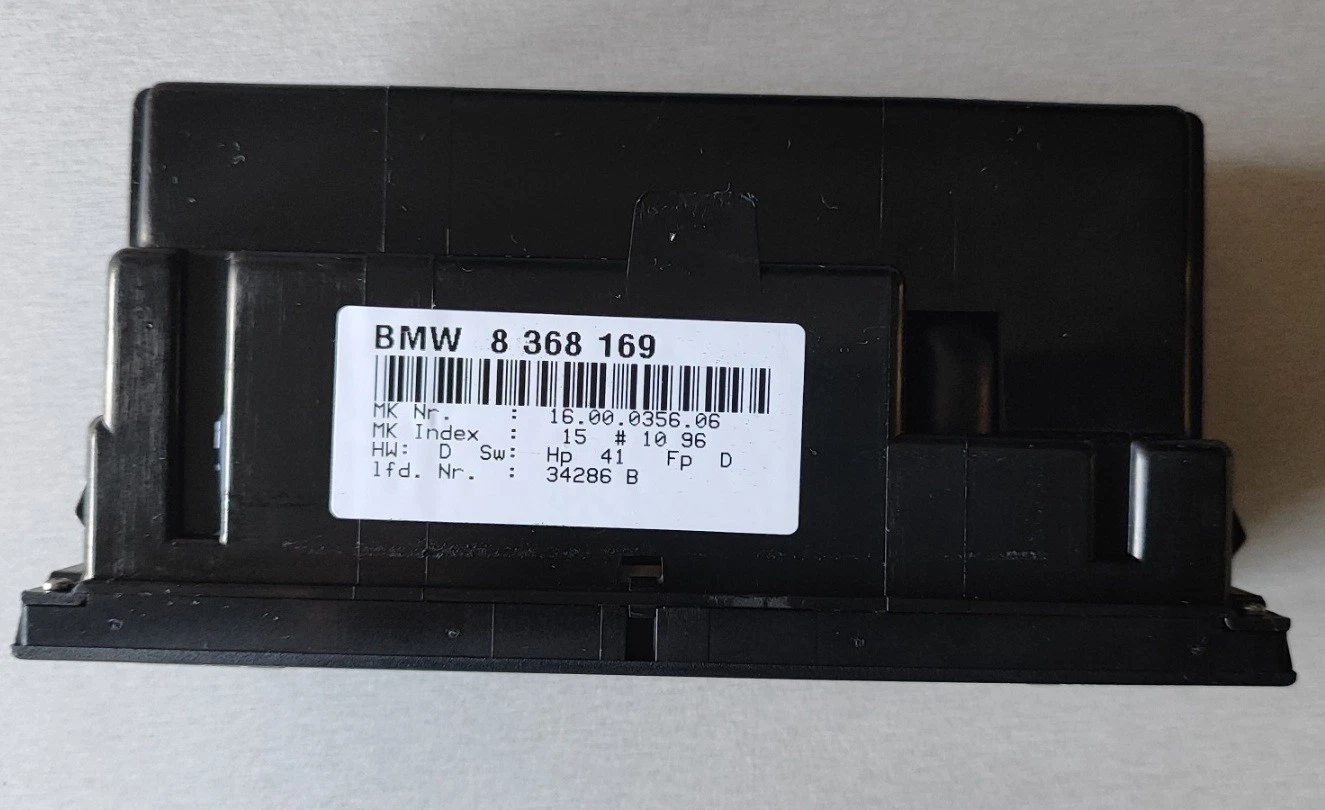 BMW 8 368 169
MK Nr. : 16.00.0356.06
MK Index : 15 # 10 96
HW: D Sw: Hp 41 Fp D
lfd. Nr. : 34286 B